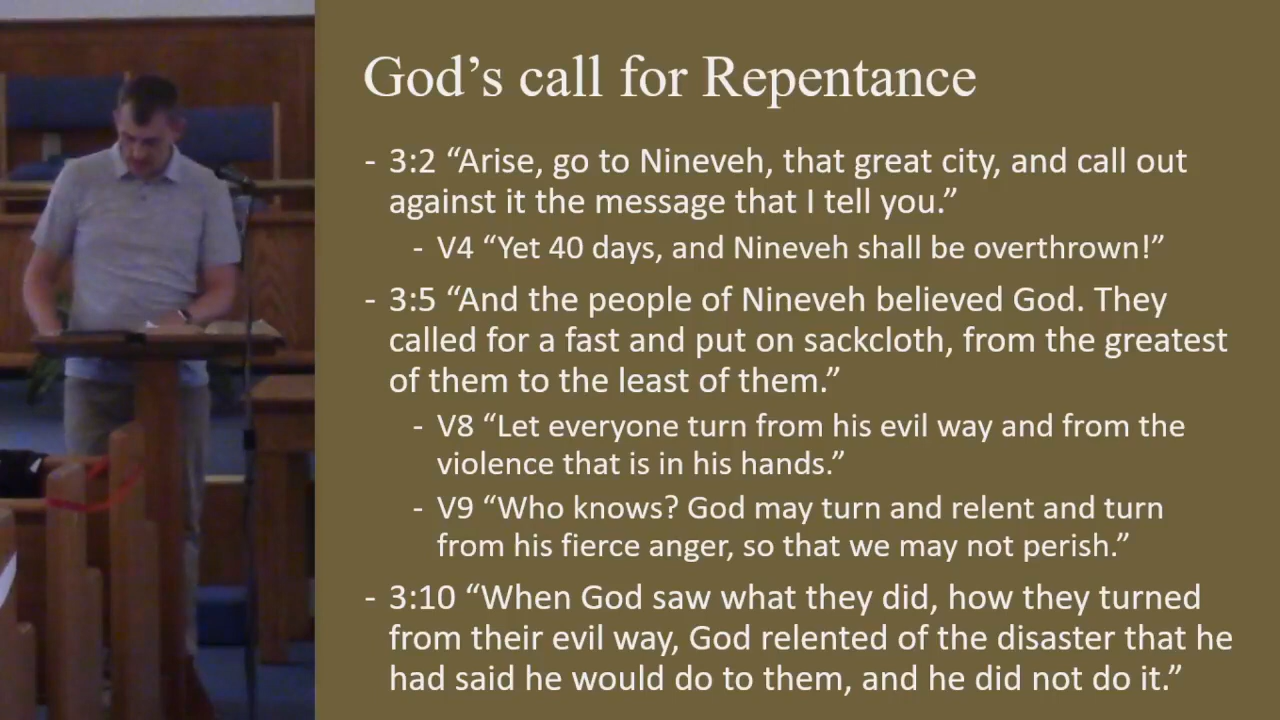 God’s call for Repentance
- 3:2 “Arise, go to Nineveh, that great city, and call out
against it the message that I tell you.”
- V4 “Yet 40 days, and Nineveh shall be overthrown!”
- 3:5 “And the people of Nineveh believed God. They
called for a fast and put on sackcloth, from the greatest
of them to the least of them.”
- V8 “Let everyone turn from his evil way and from the
violence that is in his hands.”
- V9 “Who knows? God may turn and relent and turn
from his fierce anger, so that we may not perish.”
- 3:10 “When God saw what they did, how they turned
from their evil way, God relented of the disaster that he
had said he would do to them, and he did not do it.”